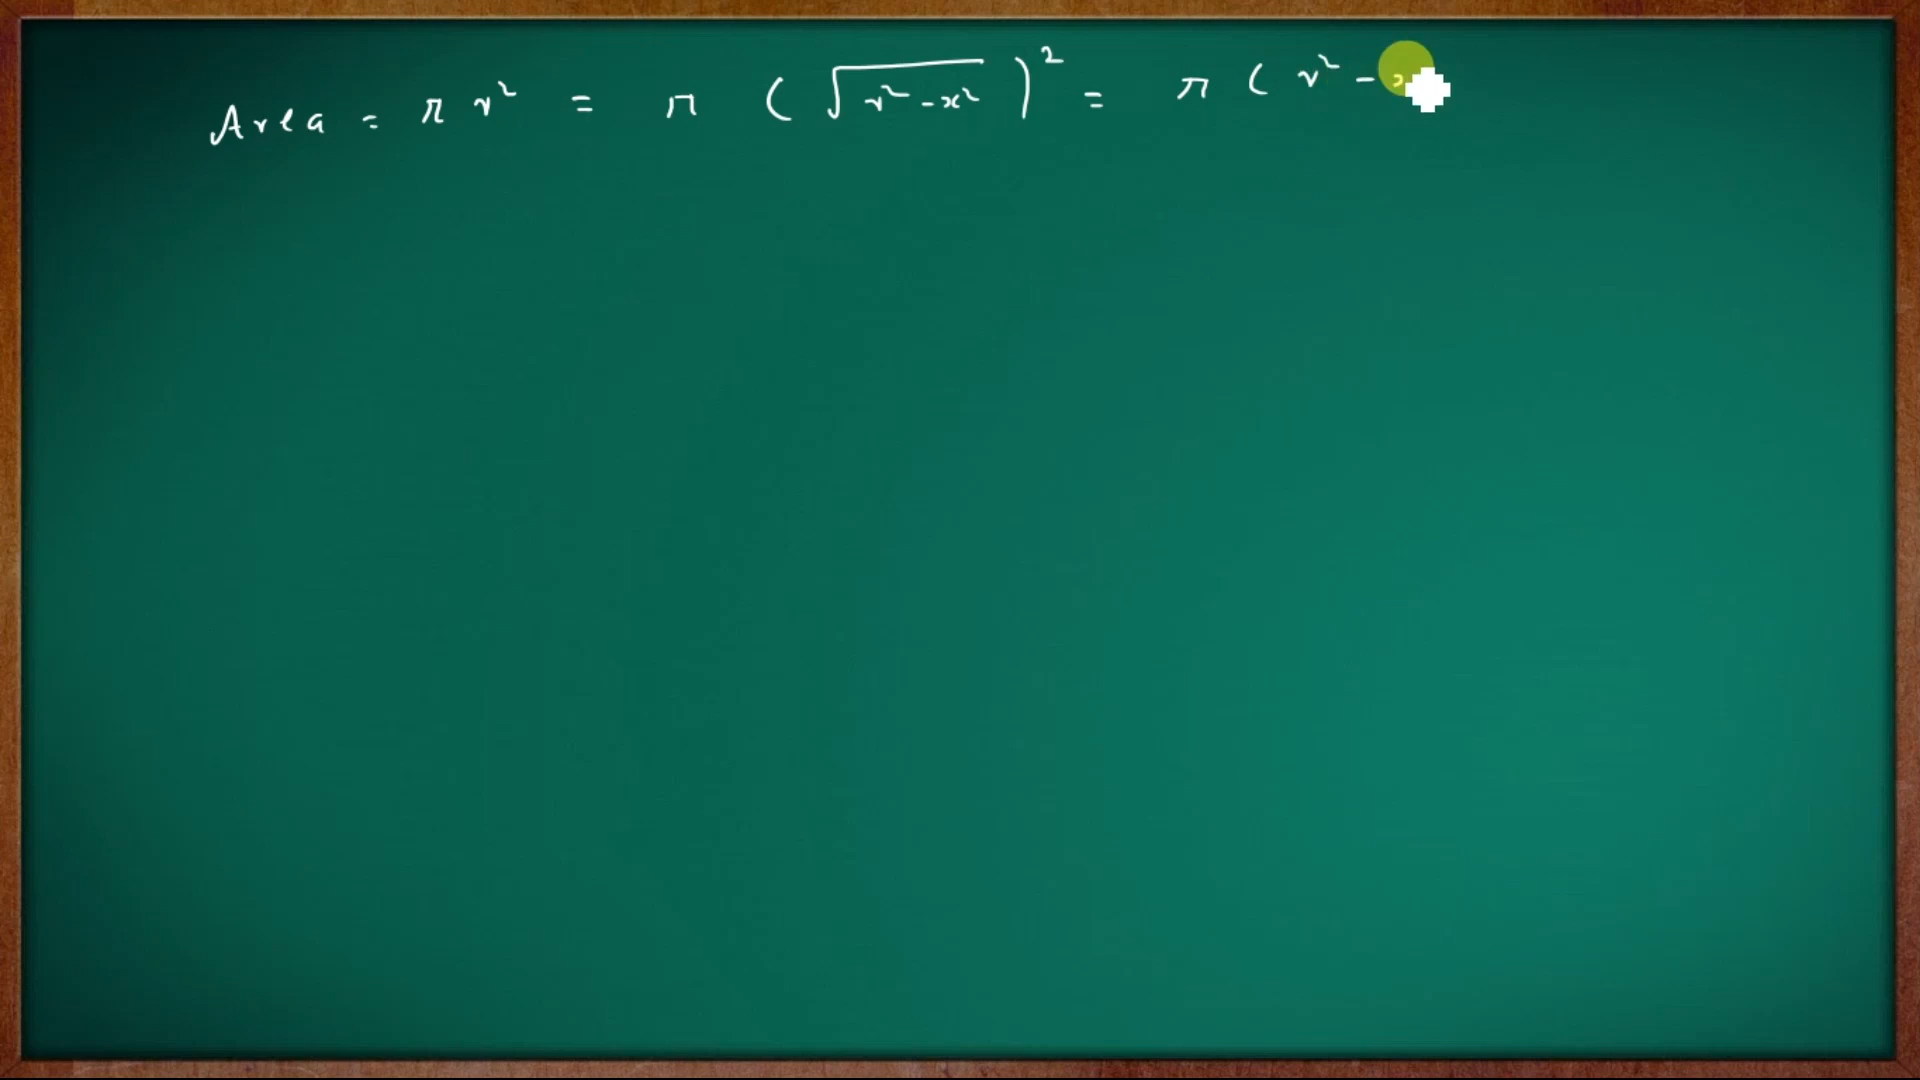 Area = π r² = π (√(r² - x²))² = π ( r² -